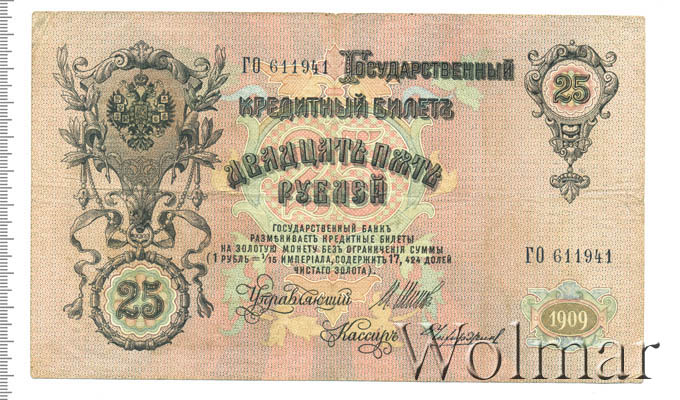 ГО 611941 Государственный 25
Кредитный Билетъ
Двадцать пять
рублей
Государственный Банкъ
размѣниваетъ кредитные билеты
на золотую монету безъ ограниченія суммы
(1 рубль = 1/15 имперіала, содержитъ 17,424 долей
чистаго золота).
ГО 611941
25
Управляющій
Кассиръ
1909
Wolmar